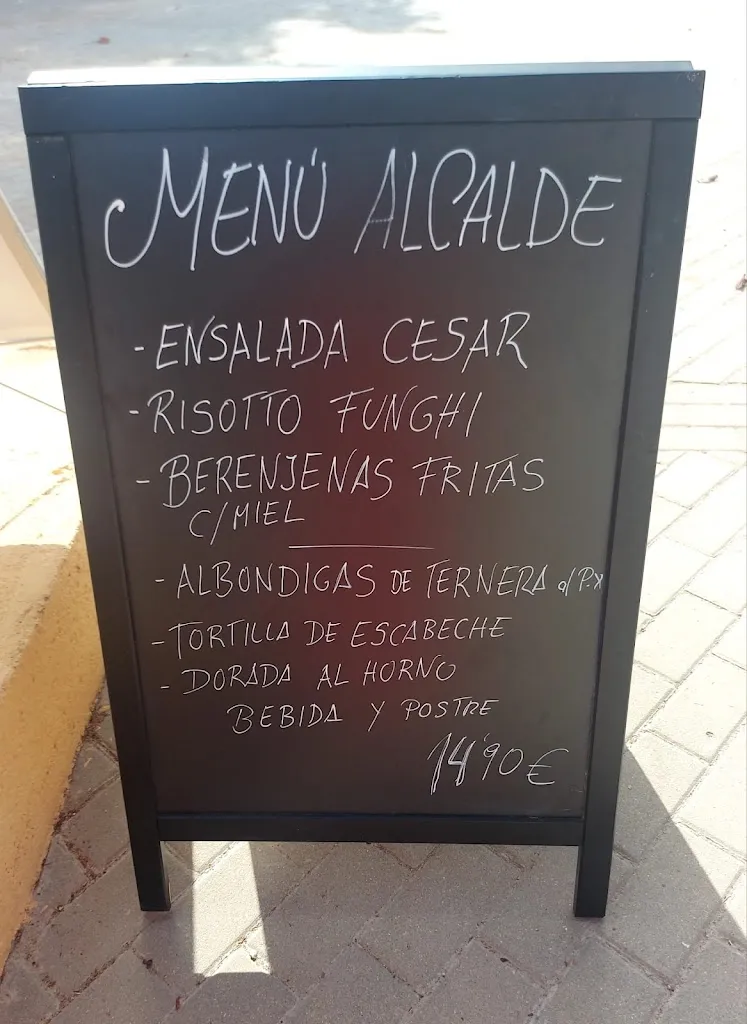 MENÚ ALCALDE
- ENSALADA CESAR
- RISOTTO FUNGHI
- BERENJENAS FRITAS
C/MIEL
- ALBONDIGAS DE TERNERA a/P.X
- TORTILLA DE ESCABECHE
- DORADA AL HORNO
BEBIDA Y POSTRE
14'90€